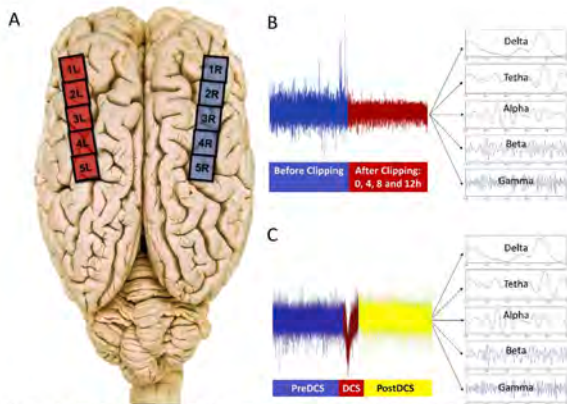 A
1L
2L
3L
4L
5L
1R
2R
3R
4R
5R
B
Before Clipping
After Clipping:
0, 4, 8 and 12h
Delta
Tetha
Alpha
Beta
Gamma
C
PreDCS
DCS
PostDCS
Delta
Tetha
Alpha
Beta
Gamma